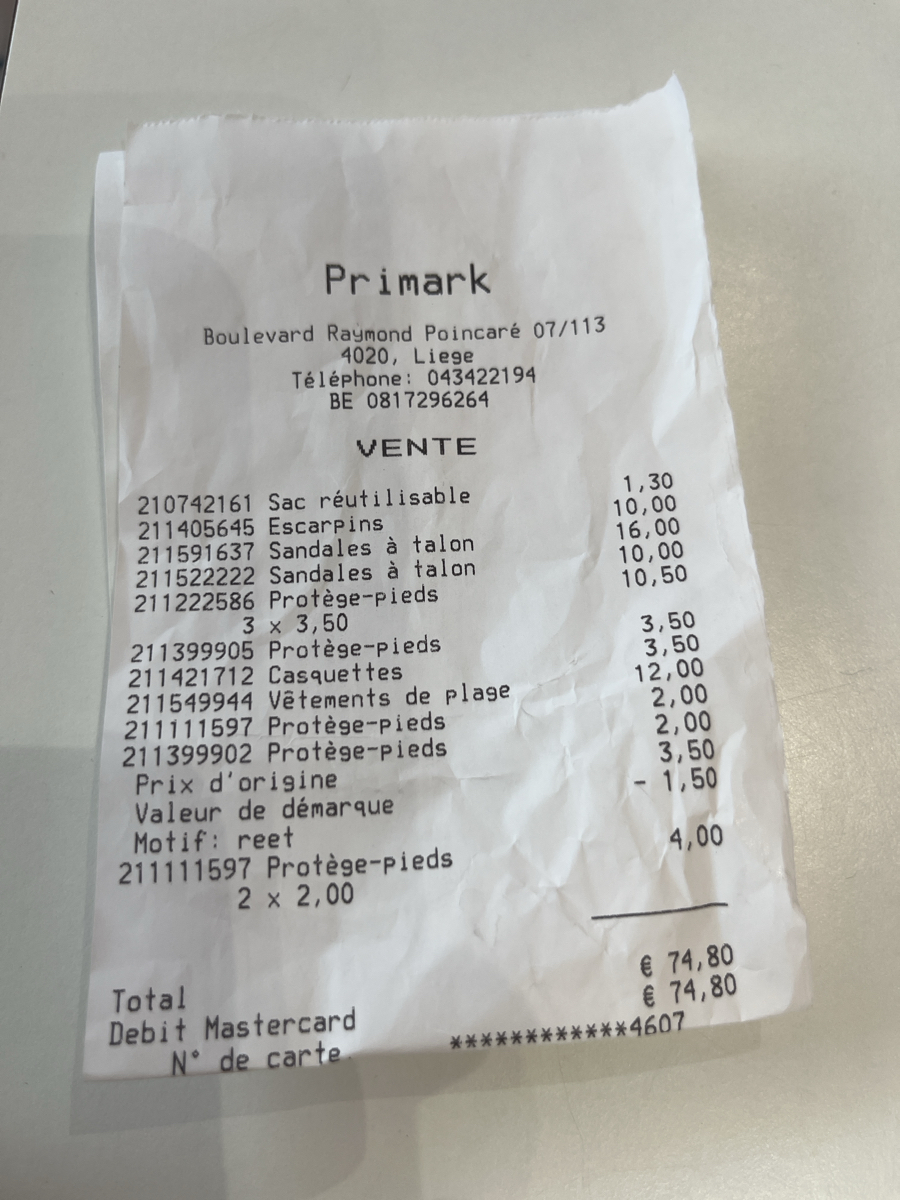 Primark
Boulevard Raymond Poincaré 07/113
4020, Liege
Téléphone: 043422194
BE 0817296264
VENTE
210742161 Sac réutilisable 1,30
211405645 Escarpins 10,00
211591637 Sandales à talon 16,00
211522222 Sandales à talon 10,00
211222586 Protège-pieds 10,50
3 x 3,50
211399905 Protège-pieds 3,50
211421712 Casquettes 3,50
211549944 Vêtements de plage 12,00
211111597 Protège-pieds 2,00
211399902 Protège-pieds 2,00
Prix d'origine 3,50
Valeur de démarque - 1,50
Motif: reet
211111597 Protège-pieds 4,00
2 x 2,00
Total € 74,80
Debit Mastercard € 74,80
N° de carte ************4607